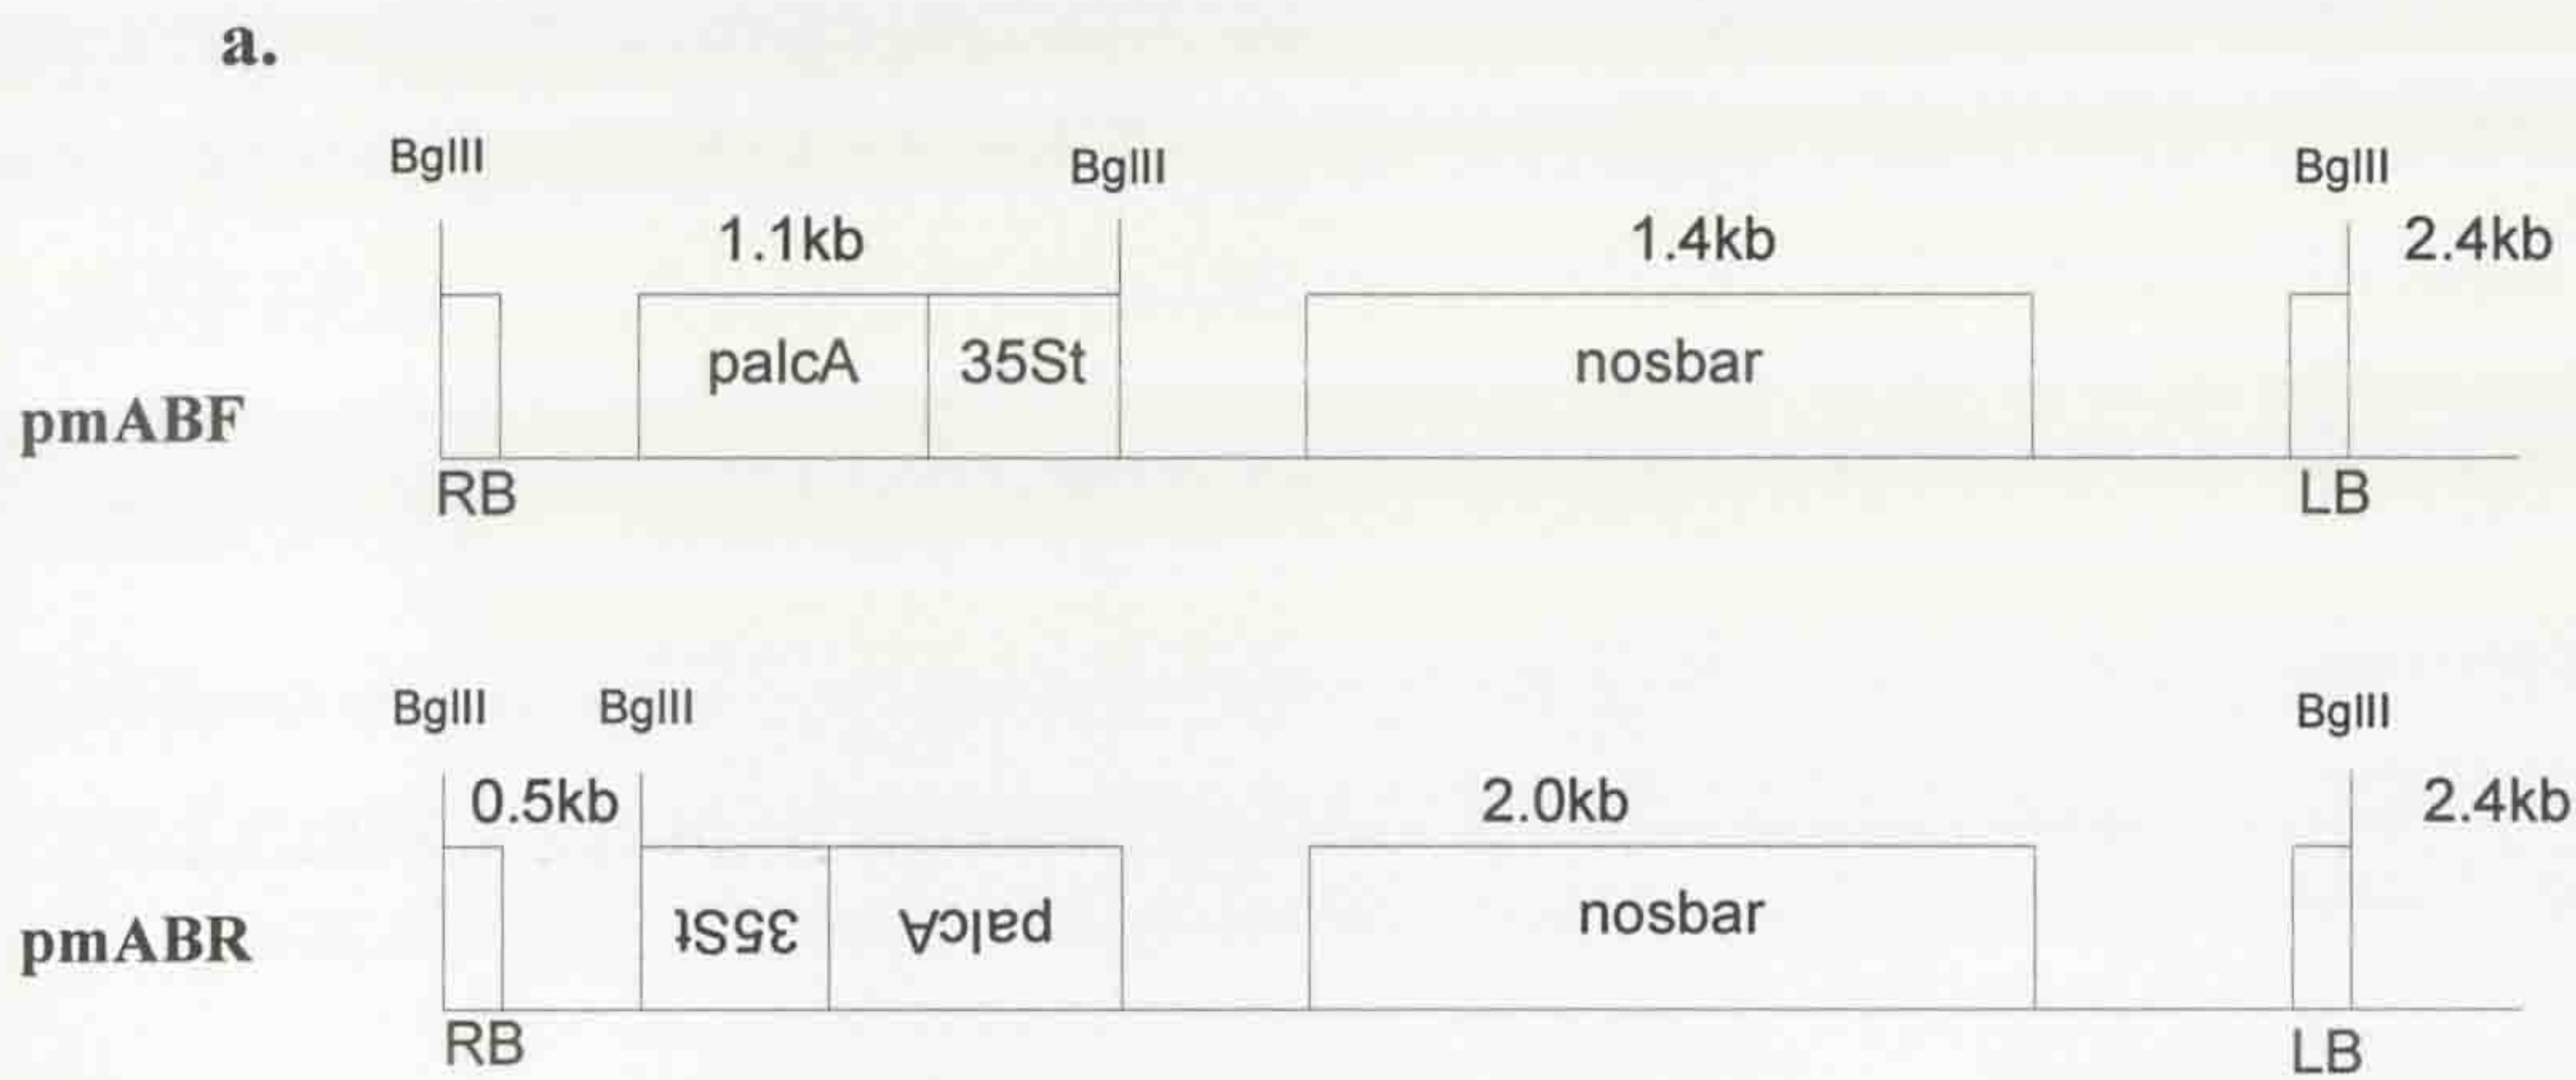 a.
BglII BglII BglII
1.1kb 1.4kb 2.4kb
palcA 35St nosbar
pmABF
RB LB
BglII BglII BglII
0.5kb 2.0kb 2.4kb
35St palcA nosbar
pmABR
RB LB